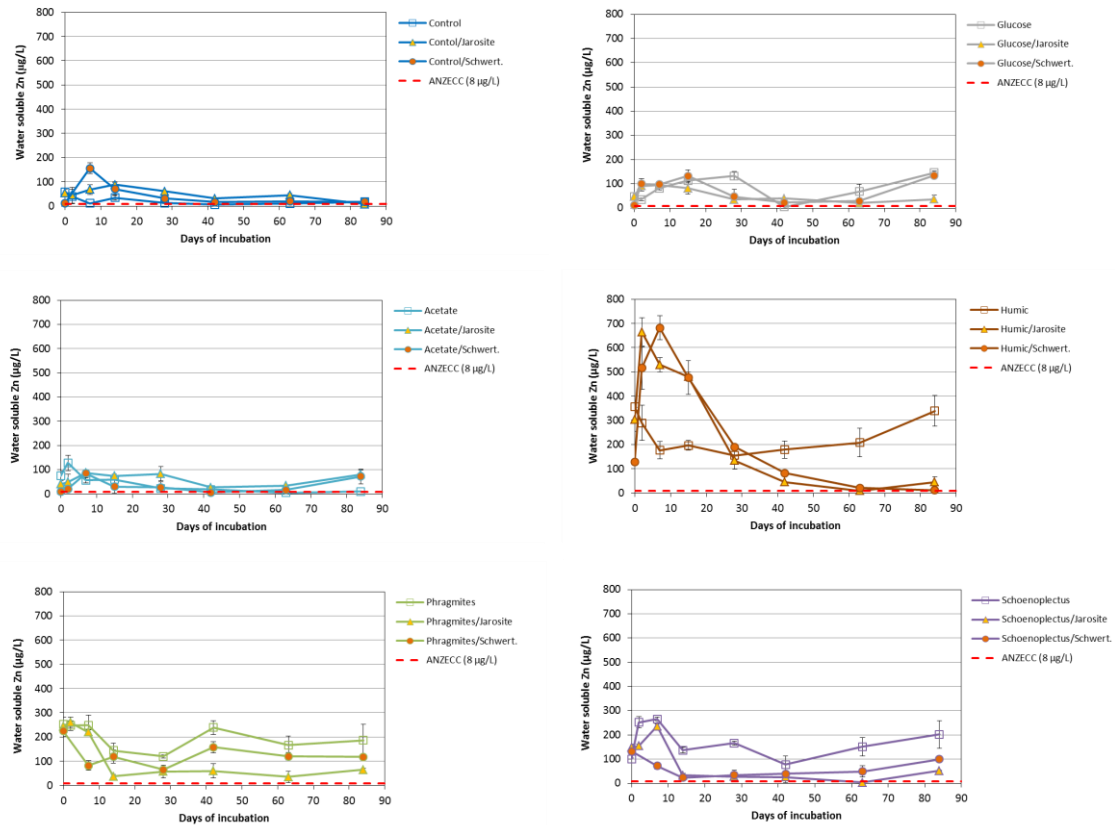 Water soluble Zn (µg/L)
800
700
600
500
400
300
200
100
0
0 10 20 30 40 50 60 70 80 90
Days of incubation
Control
Contol/Jarosite
Control/Schwert.
ANZECC (8 µg/L)
Water soluble Zn (µg/L)
800
700
600
500
400
300
200
100
0
0 10 20 30 40 50 60 70 80 90
Days of incubation
Glucose
Glucose/Jarosite
Glucose/Schwert.
ANZECC (8 µg/L)
Water soluble Zn (µg/L)
800
700
600
500
400
300
200
100
0
0 10 20 30 40 50 60 70 80 90
Days of incubation
Acetate
Acetate/Jarosite
Acetate/Schwert.
ANZECC (8 µg/L)
Water soluble Zn (µg/L)
800
700
600
500
400
300
200
100
0
0 10 20 30 40 50 60 70 80 90
Days of incubation
Humic
Humic/Jarosite
Humic/Schwert.
ANZECC (8 µg/L)
Water soluble Zn (µg/L)
800
700
600
500
400
300
200
100
0
0 10 20 30 40 50 60 70 80 90
Days of incubation
Phragmites
Phragmites/Jarosite
Phragmites/Schwert.
ANZECC (8 µg/L)
Water soluble Zn (µg/L)
800
700
600
500
400
300
200
100
0
0 10 20 30 40 50 60 70 80 90
Days of incubation
Schoenoplectus
Schoenoplectus/Jarosite
Schoenoplectus/Schwert.
ANZECC (8 µg/L)